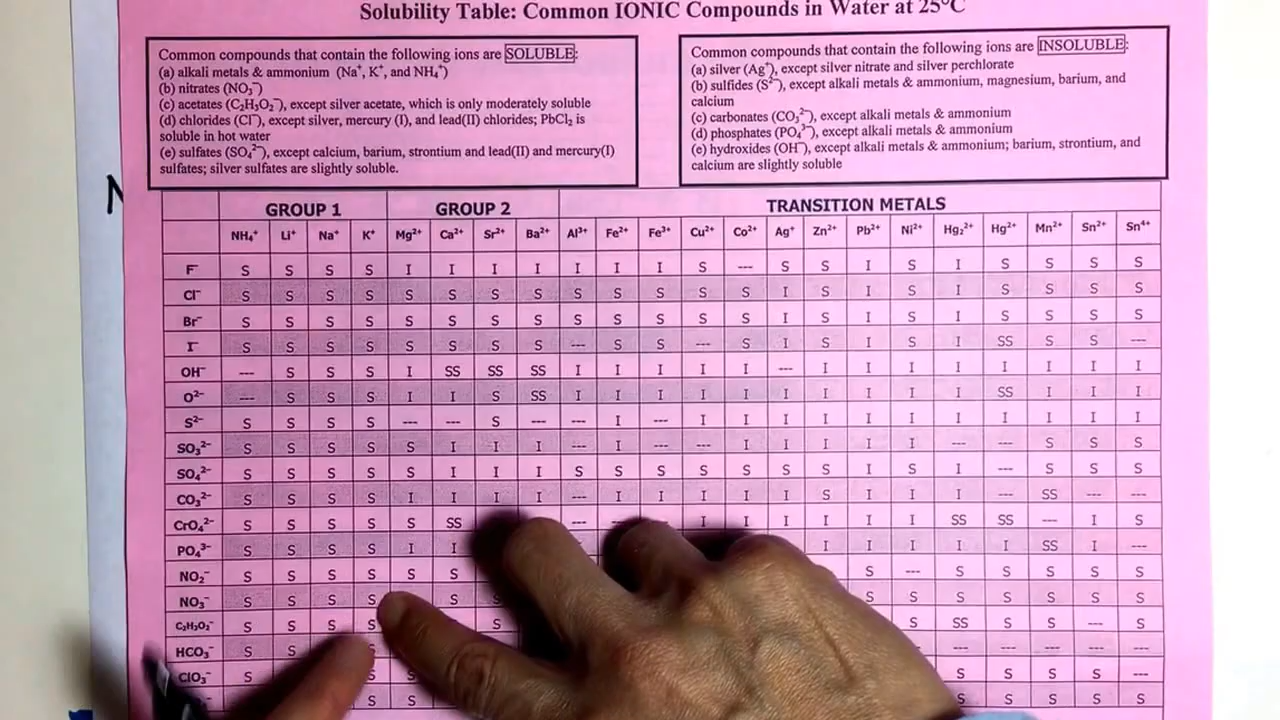 Solubility Table: Common IONIC Compounds in Water at 25°C
Common compounds that contain the following ions are SOLUBLE:
(a) alkali metals & ammonium (Na⁺, K⁺, and NH₄⁺)
(b) nitrates (NO₃⁻)
(c) acetates (C₂H₃O₂⁻), except silver acetate, which is only moderately soluble
(d) chlorides (Cl⁻), except silver, mercury (I), and lead(II) chlorides; PbCl₂ is
soluble in hot water
(e) sulfates (SO₄²⁻), except calcium, barium, strontium and lead(II) and mercury(I)
sulfates; silver sulfates are slightly soluble.
Common compounds that contain the following ions are INSOLUBLE:
(a) silver (Ag⁺), except silver nitrate and silver perchlorate
(b) sulfides (S²⁻), except alkali metals & ammonium, magnesium, barium, and
calcium
(c) carbonates (CO₃²⁻), except alkali metals & ammonium
(d) phosphates (PO₄³⁻), except alkali metals & ammonium
(e) hydroxides (OH⁻), except alkali metals & ammonium; barium, strontium, and
calcium are slightly soluble
GROUP 1 GROUP 2 TRANSITION METALS
NH₄⁺ Li⁺ Na⁺ K⁺ Mg²⁺ Ca²⁺ Sr²⁺ Ba²⁺ Al³⁺ Fe²⁺ Fe³⁺ Cu²⁺ Co²⁺ Ag⁺ Zn²⁺ Pb²⁺ Ni²⁺ Hg₂²⁺ Hg²⁺ Mn²⁺ Sn²⁺ Sn⁴⁺
F⁻ S S S S I I I I I I I S --- S S I S I S S S S
Cl⁻ S S S S S S S S S S S S S I S I S I S S S S
Br⁻ S S S S S S S S S S S S S I S I S I S S S S
I⁻ S S S S S S S S --- S S --- S I S I S I SS S S ---
OH⁻ --- S S S I SS SS SS I I I I I --- I I I I I I I I
O²⁻ --- S S S I I S SS I I I I I I I I I I SS I I I
S²⁻ S S S S --- --- S --- --- I --- I I I I I I I I I I I
SO₃²⁻ S S S S S I I I --- I --- --- I I I I I --- --- S S S
SO₄²⁻ S S S S S I I I S S S S S S S I S I --- S S S
CO₃²⁻ S S S S I I I I --- I I I I I S I I I --- SS --- ---
CrO₄²⁻ S S S S S SS --- I I I I I I SS SS --- I S
PO₄³⁻ S S S S I I I I I I I SS I ---
NO₂⁻ S S S S S S S --- S S S S S
NO₃⁻ S S S S S S S S S S S S S
C₂H₃O₂⁻ S S S S S S SS S S --- S
HCO₃⁻ S S S --- --- --- --- ---
ClO₃⁻ S S S S S S S ---
S S S S S S S